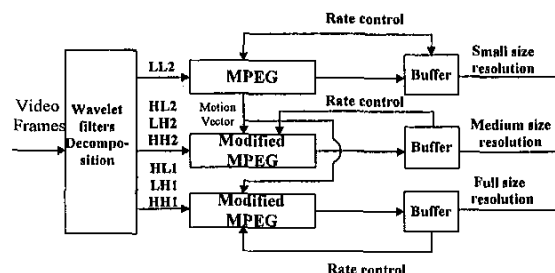 Rate control
Small size
resolution
LL2
MPEG
Buffer
Video
Frames
Wavelet
filters
Decompo-
sition
HL2
LH2
HH2
Motion
Vector
Rate control
Modified
MPEG
Buffer
Medium size
resolution
HL1
LH1
HH1
Modified
MPEG
Buffer
Full size
resolution
Rate control